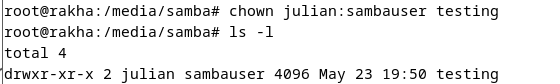 root@rakha:/media/samba# chown julian:sambauser testing
root@rakha:/media/samba# ls -l
total 4
drwxr-xr-x 2 julian sambauser 4096 May 23 19:50 testing